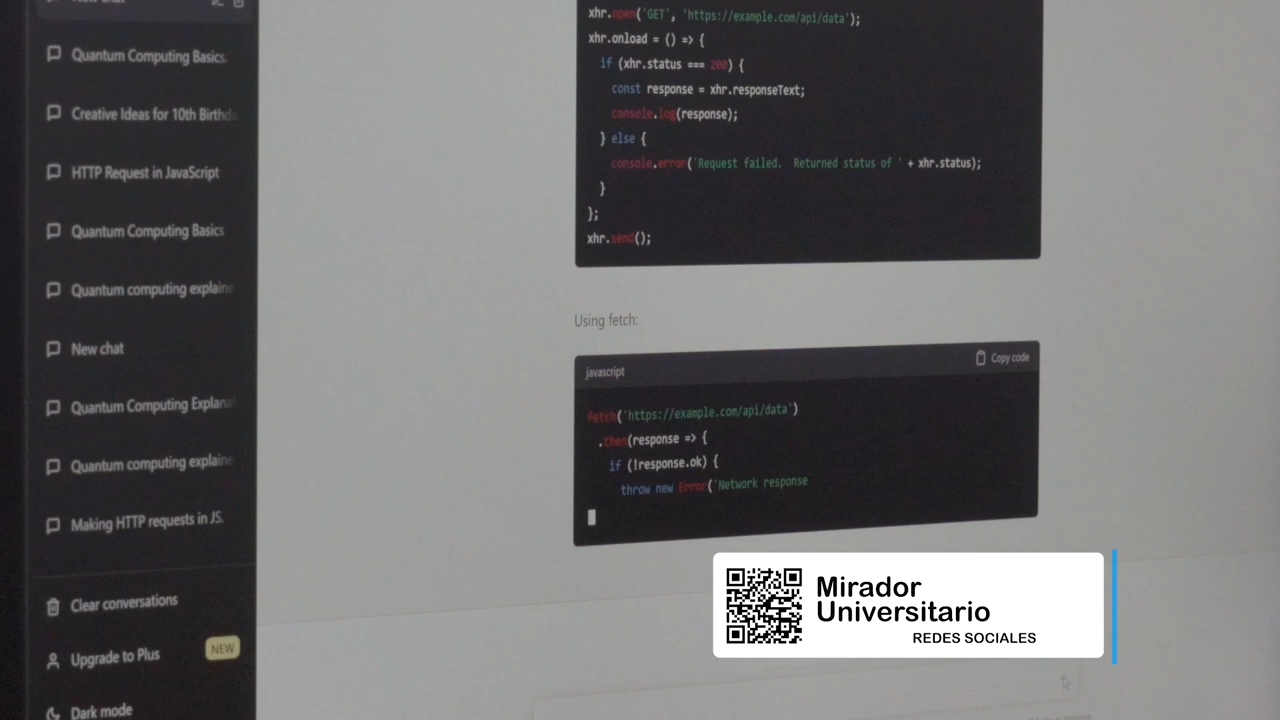 New chat
Quantum Computing Basics.
Creative Ideas for 10th Birthd
HTTP Request in JavaScript
Quantum Computing Basics
Quantum computing explaine
New chat
Quantum Computing Explana
Quantum computing explaine
Making HTTP requests in JS.
Clear conversations
Upgrade to Plus
NEW
Dark mode
xhr.open('GET', 'https://example.com/api/data');
xhr.onload = () => {
if (xhr.status === 200) {
const response = xhr.responseText;
console.log(response);
} else {
console.error('Request failed.  Returned status of ' + xhr.status);
}
};
xhr.send();
Using fetch:
javascript
Copy code
fetch('https://example.com/api/data')
.then(response => {
if (!response.ok) {
throw new Error('Network response
Mirador
Universitario
REDES SOCIALES